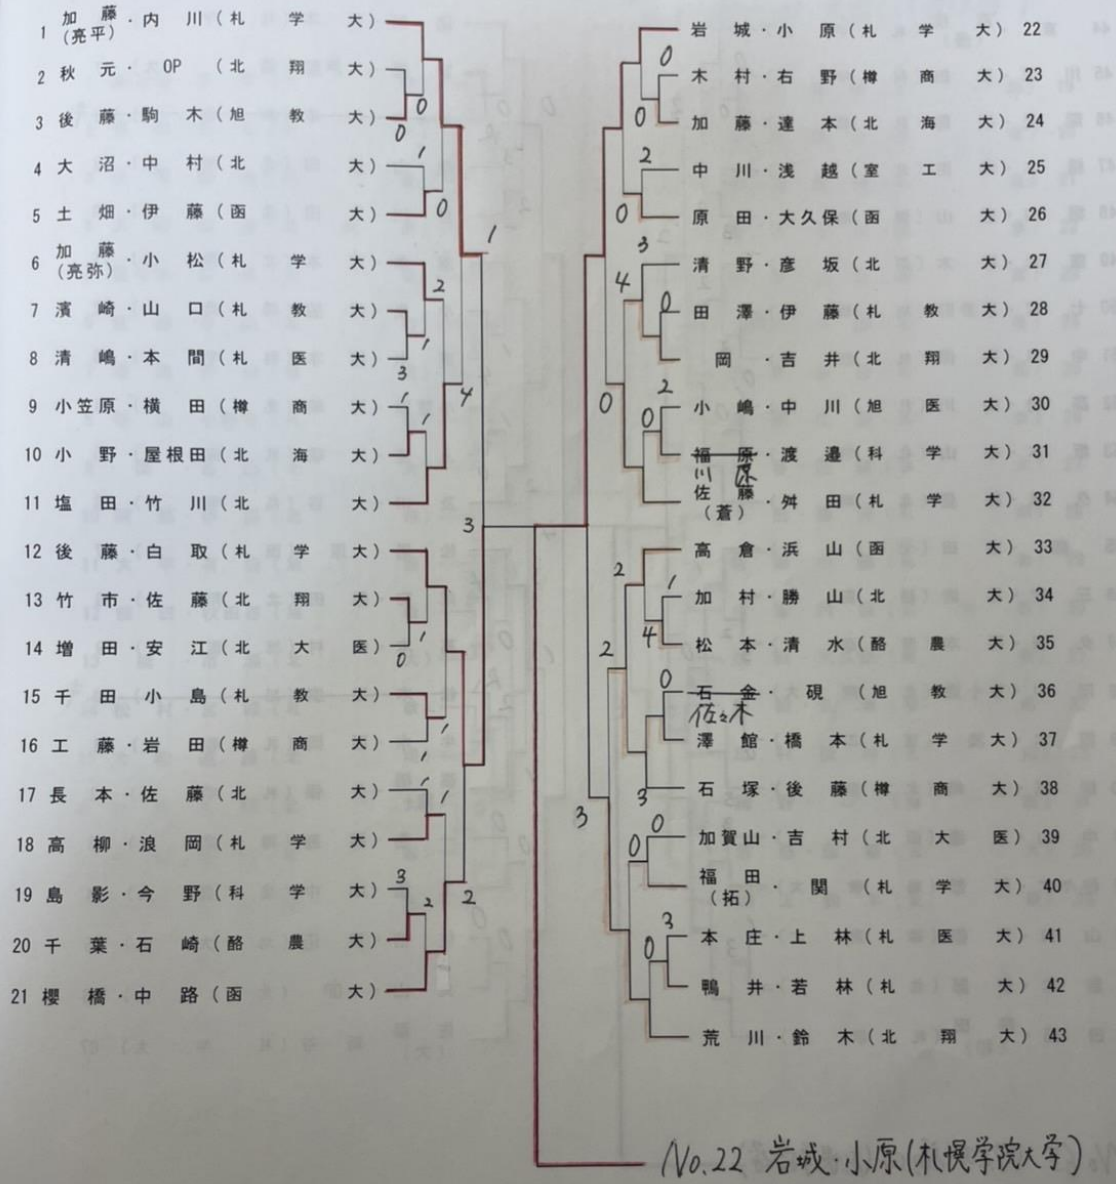 1 加藤(亮平)・内川(札学大)
2 秋元・OP(北翔大)
3 後藤・駒木(旭教大)
4 大沼・中村(北大)
5 土畑・伊藤(函大)
6 加藤(亮弥)・小松(札学大)
7 濱崎・山口(札教大)
8 清嶋・本間(札医大)
9 小笠原・横田(樽商大)
10 小野・屋根田(北海大)
11 塩田・竹川(北大)
12 後藤・白取(札学大)
13 竹市・佐藤(北翔大)
14 増田・安江(北大医)
15 千田・小島(札教大)
16 工藤・岩田(樽商大)
17 長本・佐藤(北大)
18 高柳・浪岡(札学大)
19 島影・今野(科学大)
20 千葉・石崎(酪農大)
21 櫻橋・中路(函大)
岩城・小原(札学大) 22
木村・右野(樽商大) 23
加藤・達本(北海大) 24
中川・浅越(室工大) 25
原田・大久保(函大) 26
清野・彦坂(北大) 27
田澤・伊藤(札教大) 28
岡・吉井(北翔大) 29
小嶋・中川(旭医大) 30
福原・渡邉(科学大) 31
川原
佐藤(蒼)・舛田(札学大) 32
高倉・浜山(函大) 33
加村・勝山(北大) 34
松本・清水(酪農大) 35
石金・硯(旭教大) 36
佐々木
澤館・橋本(札学大) 37
石塚・後藤(樽商大) 38
加賀山・吉村(北大医) 39
福田(拓)・関(札学大) 40
本庄・上林(札医大) 41
鴨井・若林(札大) 42
荒川・鈴木(北翔大) 43
No.22 岩城・小原(札幌学院大学)